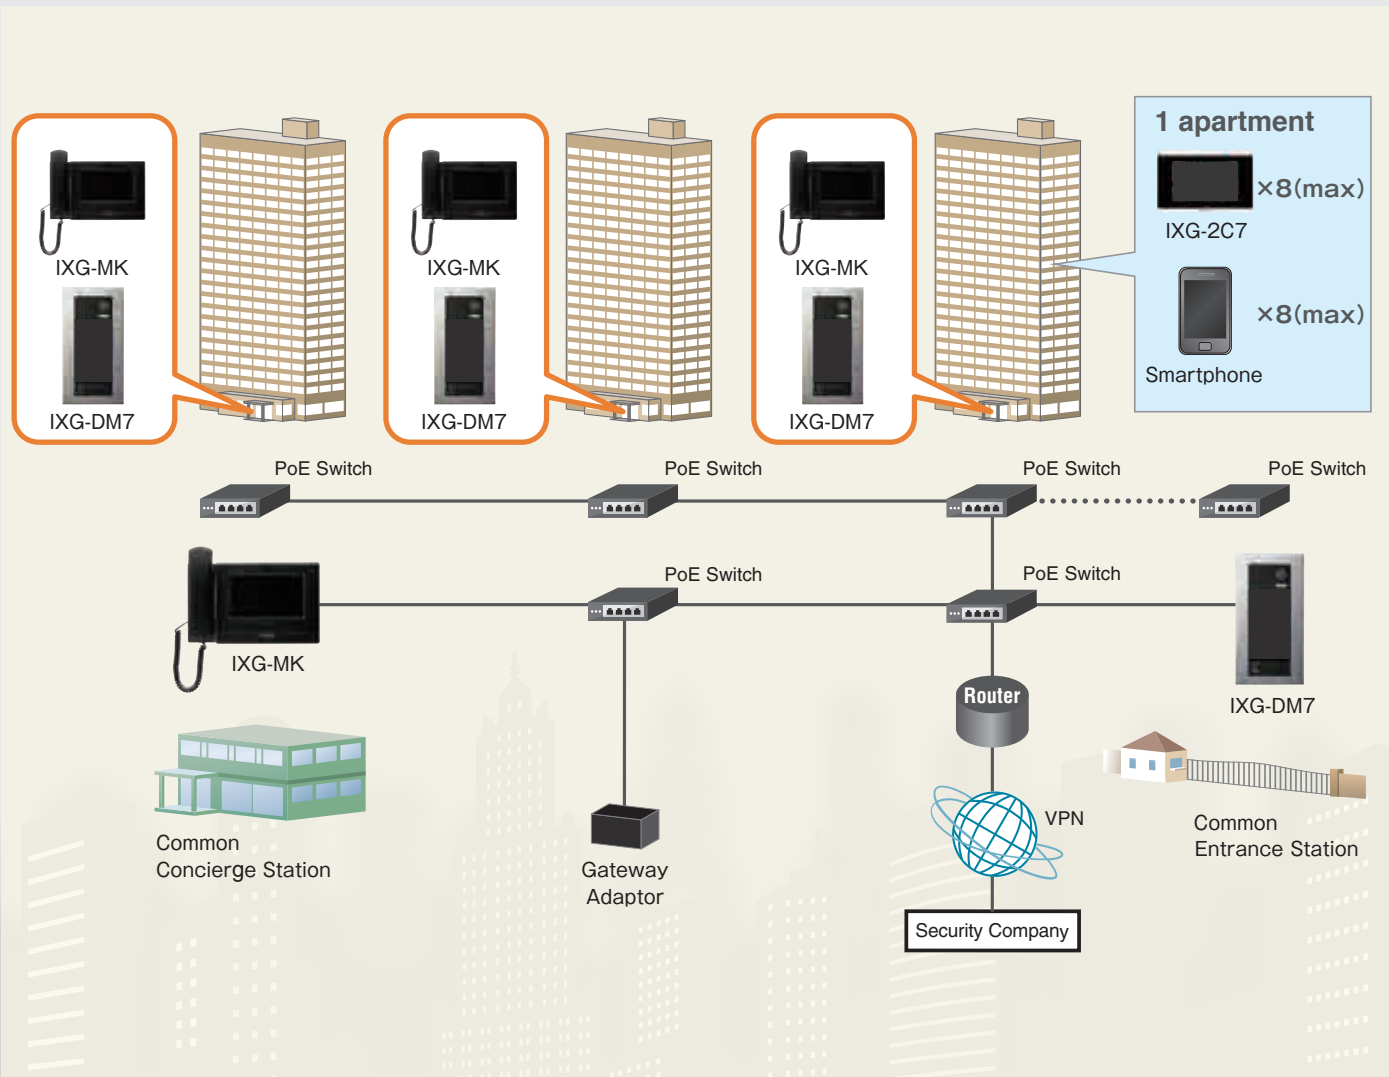 1 apartment
×8(max)
IXG-2C7
×8(max)
Smartphone
IXG-MK
IXG-DM7
IXG-MK
IXG-DM7
IXG-MK
IXG-DM7
PoE Switch
PoE Switch
PoE Switch
PoE Switch
PoE Switch
PoE Switch
IXG-MK
Router
IXG-DM7
VPN
Common
Concierge Station
Gateway
Adaptor
Common
Entrance Station
Security Company